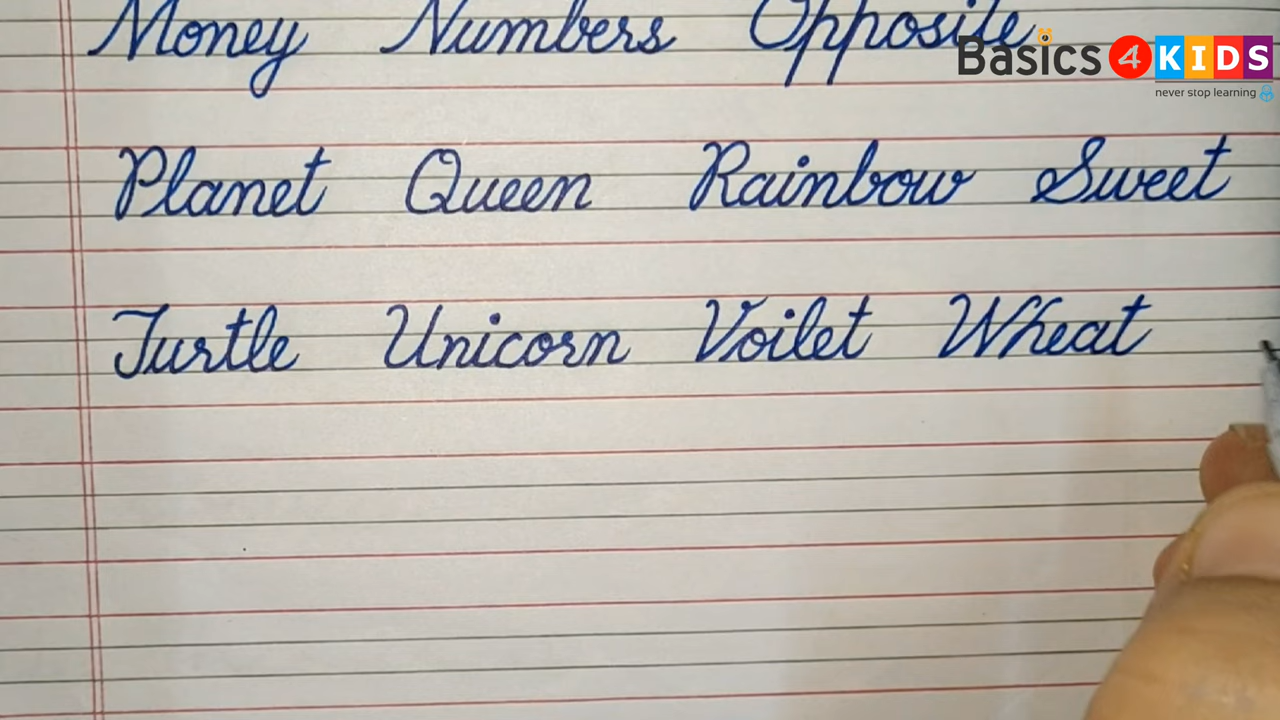 Money Numbers Opposite
Basics 4 KIDS
never stop learning
Planet Queen Rainbow Sweet
Turtle Unicorn Voilet Wheat